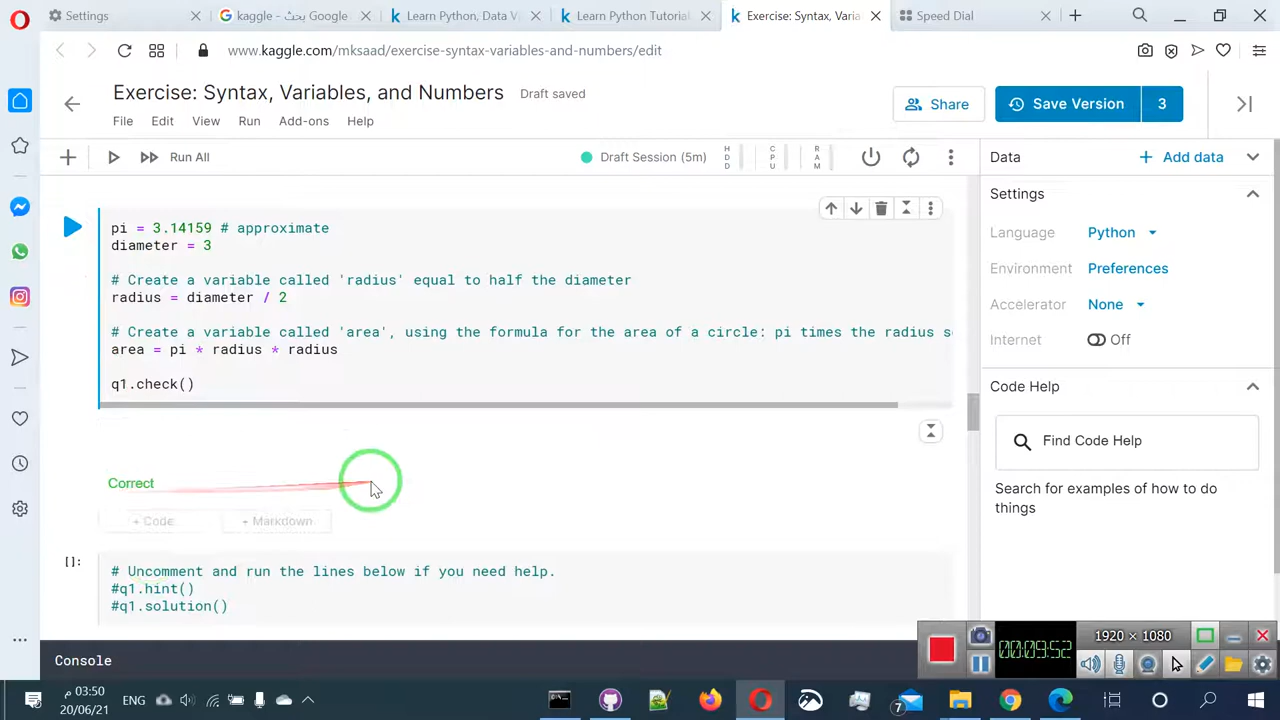 Settings
kaggle - بحث Google
Learn Python, Data V
Learn Python Tutorial
Exercise: Syntax, Varia
Speed Dial
www.kaggle.com/mksaad/exercise-syntax-variables-and-numbers/edit
Exercise: Syntax, Variables, and Numbers
Draft saved
Share
Save Version
3
File Edit View Run Add-ons Help
Run All
Draft Session (5m)
HDD
CPU
RAM
Data
Add data
Settings
Language Python
Environment Preferences
Accelerator None
Internet Off
Code Help
Find Code Help
Search for examples of how to do
things
pi = 3.14159 # approximate
diameter = 3
# Create a variable called 'radius' equal to half the diameter
radius = diameter / 2
# Create a variable called 'area', using the formula for the area of a circle: pi times the radius s
area = pi * radius * radius
q1.check()
Correct
+ Code
+ Markdown
[]:
# Uncomment and run the lines below if you need help.
#q1.hint()
#q1.solution()
Console
1920 × 1080
00:09:52
03:50 م
20/06/21
ENG
7